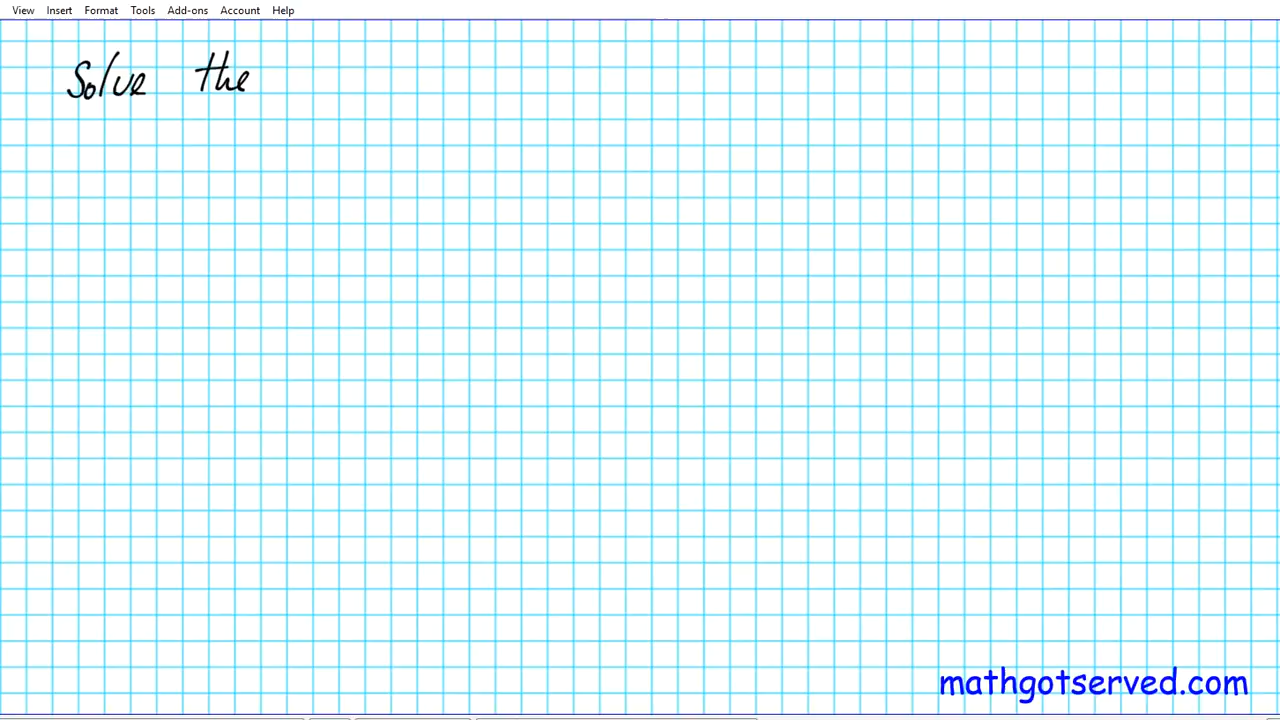 View Insert Format Tools Add-ons Account Help
Solve the
mathgotserved.com